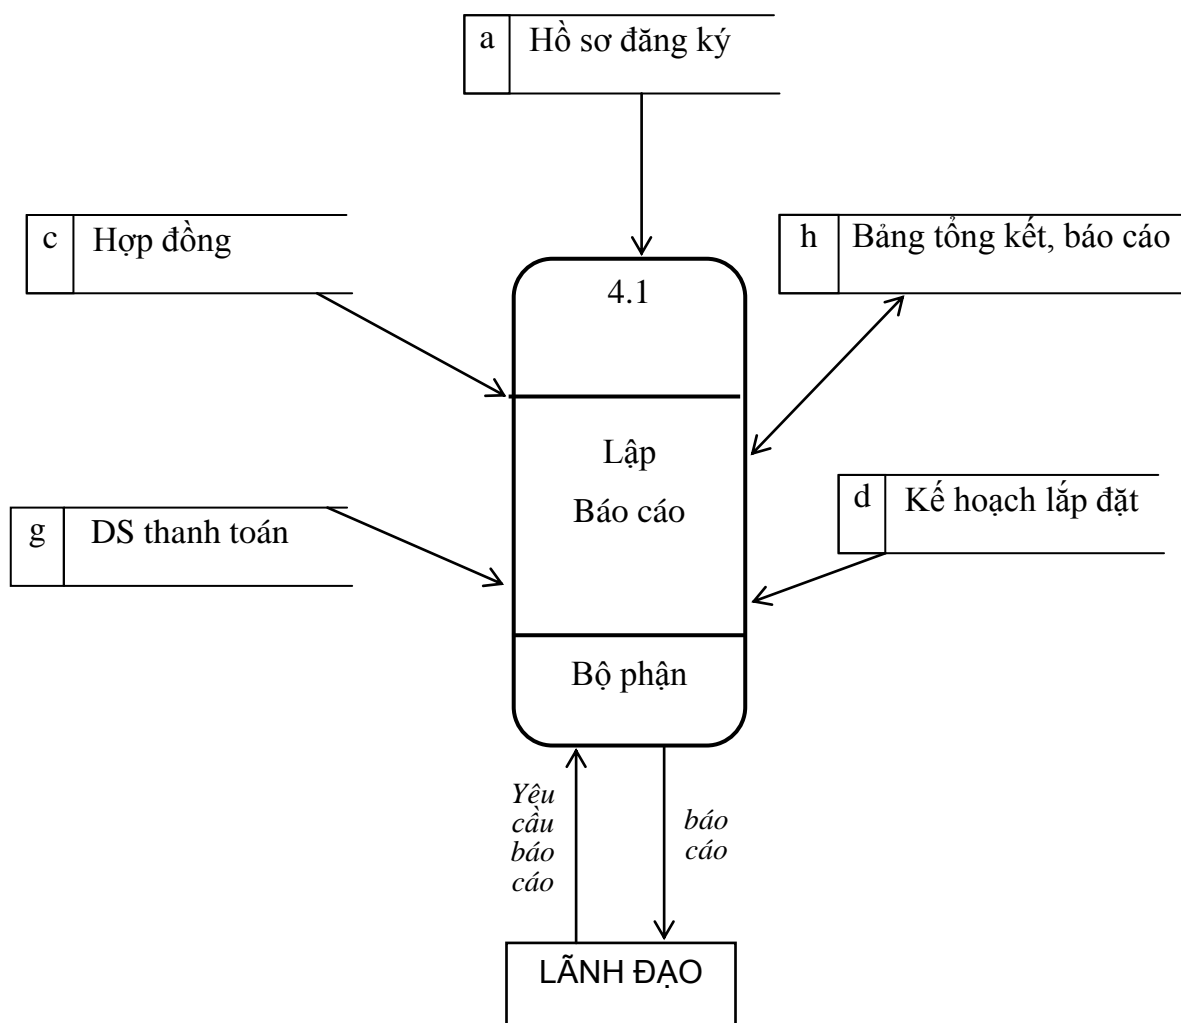 a Hồ sơ đăng ký
c Hợp đồng
h Bảng tổng kết, báo cáo
4.1
Lập
Báo cáo
d Kế hoạch lắp đặt
g DS thanh toán
Bộ phận
Yêu
cầu
báo
cáo
báo
cáo
LÃNH ĐẠO